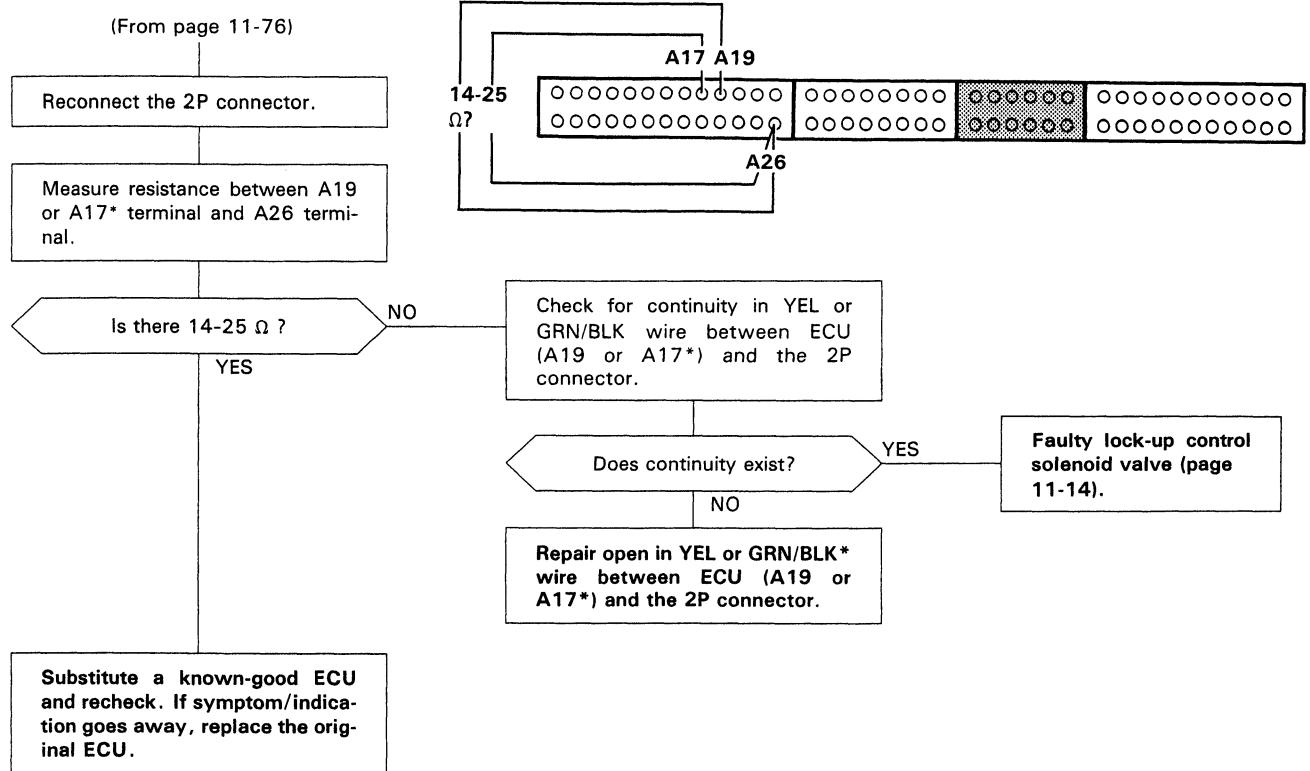 (From page 11-76)
Reconnect the 2P connector.
Measure resistance between A19
or A17* terminal and A26 termi-
nal.
Is there 14-25 Ω ?
NO
YES
A17 A19
14-25
Ω?
A26
Check for continuity in YEL or
GRN/BLK wire between ECU
(A19 or A17*) and the 2P
connector.
Does continuity exist?
YES
NO
Faulty lock-up control
solenoid valve (page
11-14).
Repair open in YEL or GRN/BLK*
wire between ECU (A19 or
A17*) and the 2P connector.
Substitute a known-good ECU
and recheck. If symptom/indica-
tion goes away, replace the orig-
inal ECU.